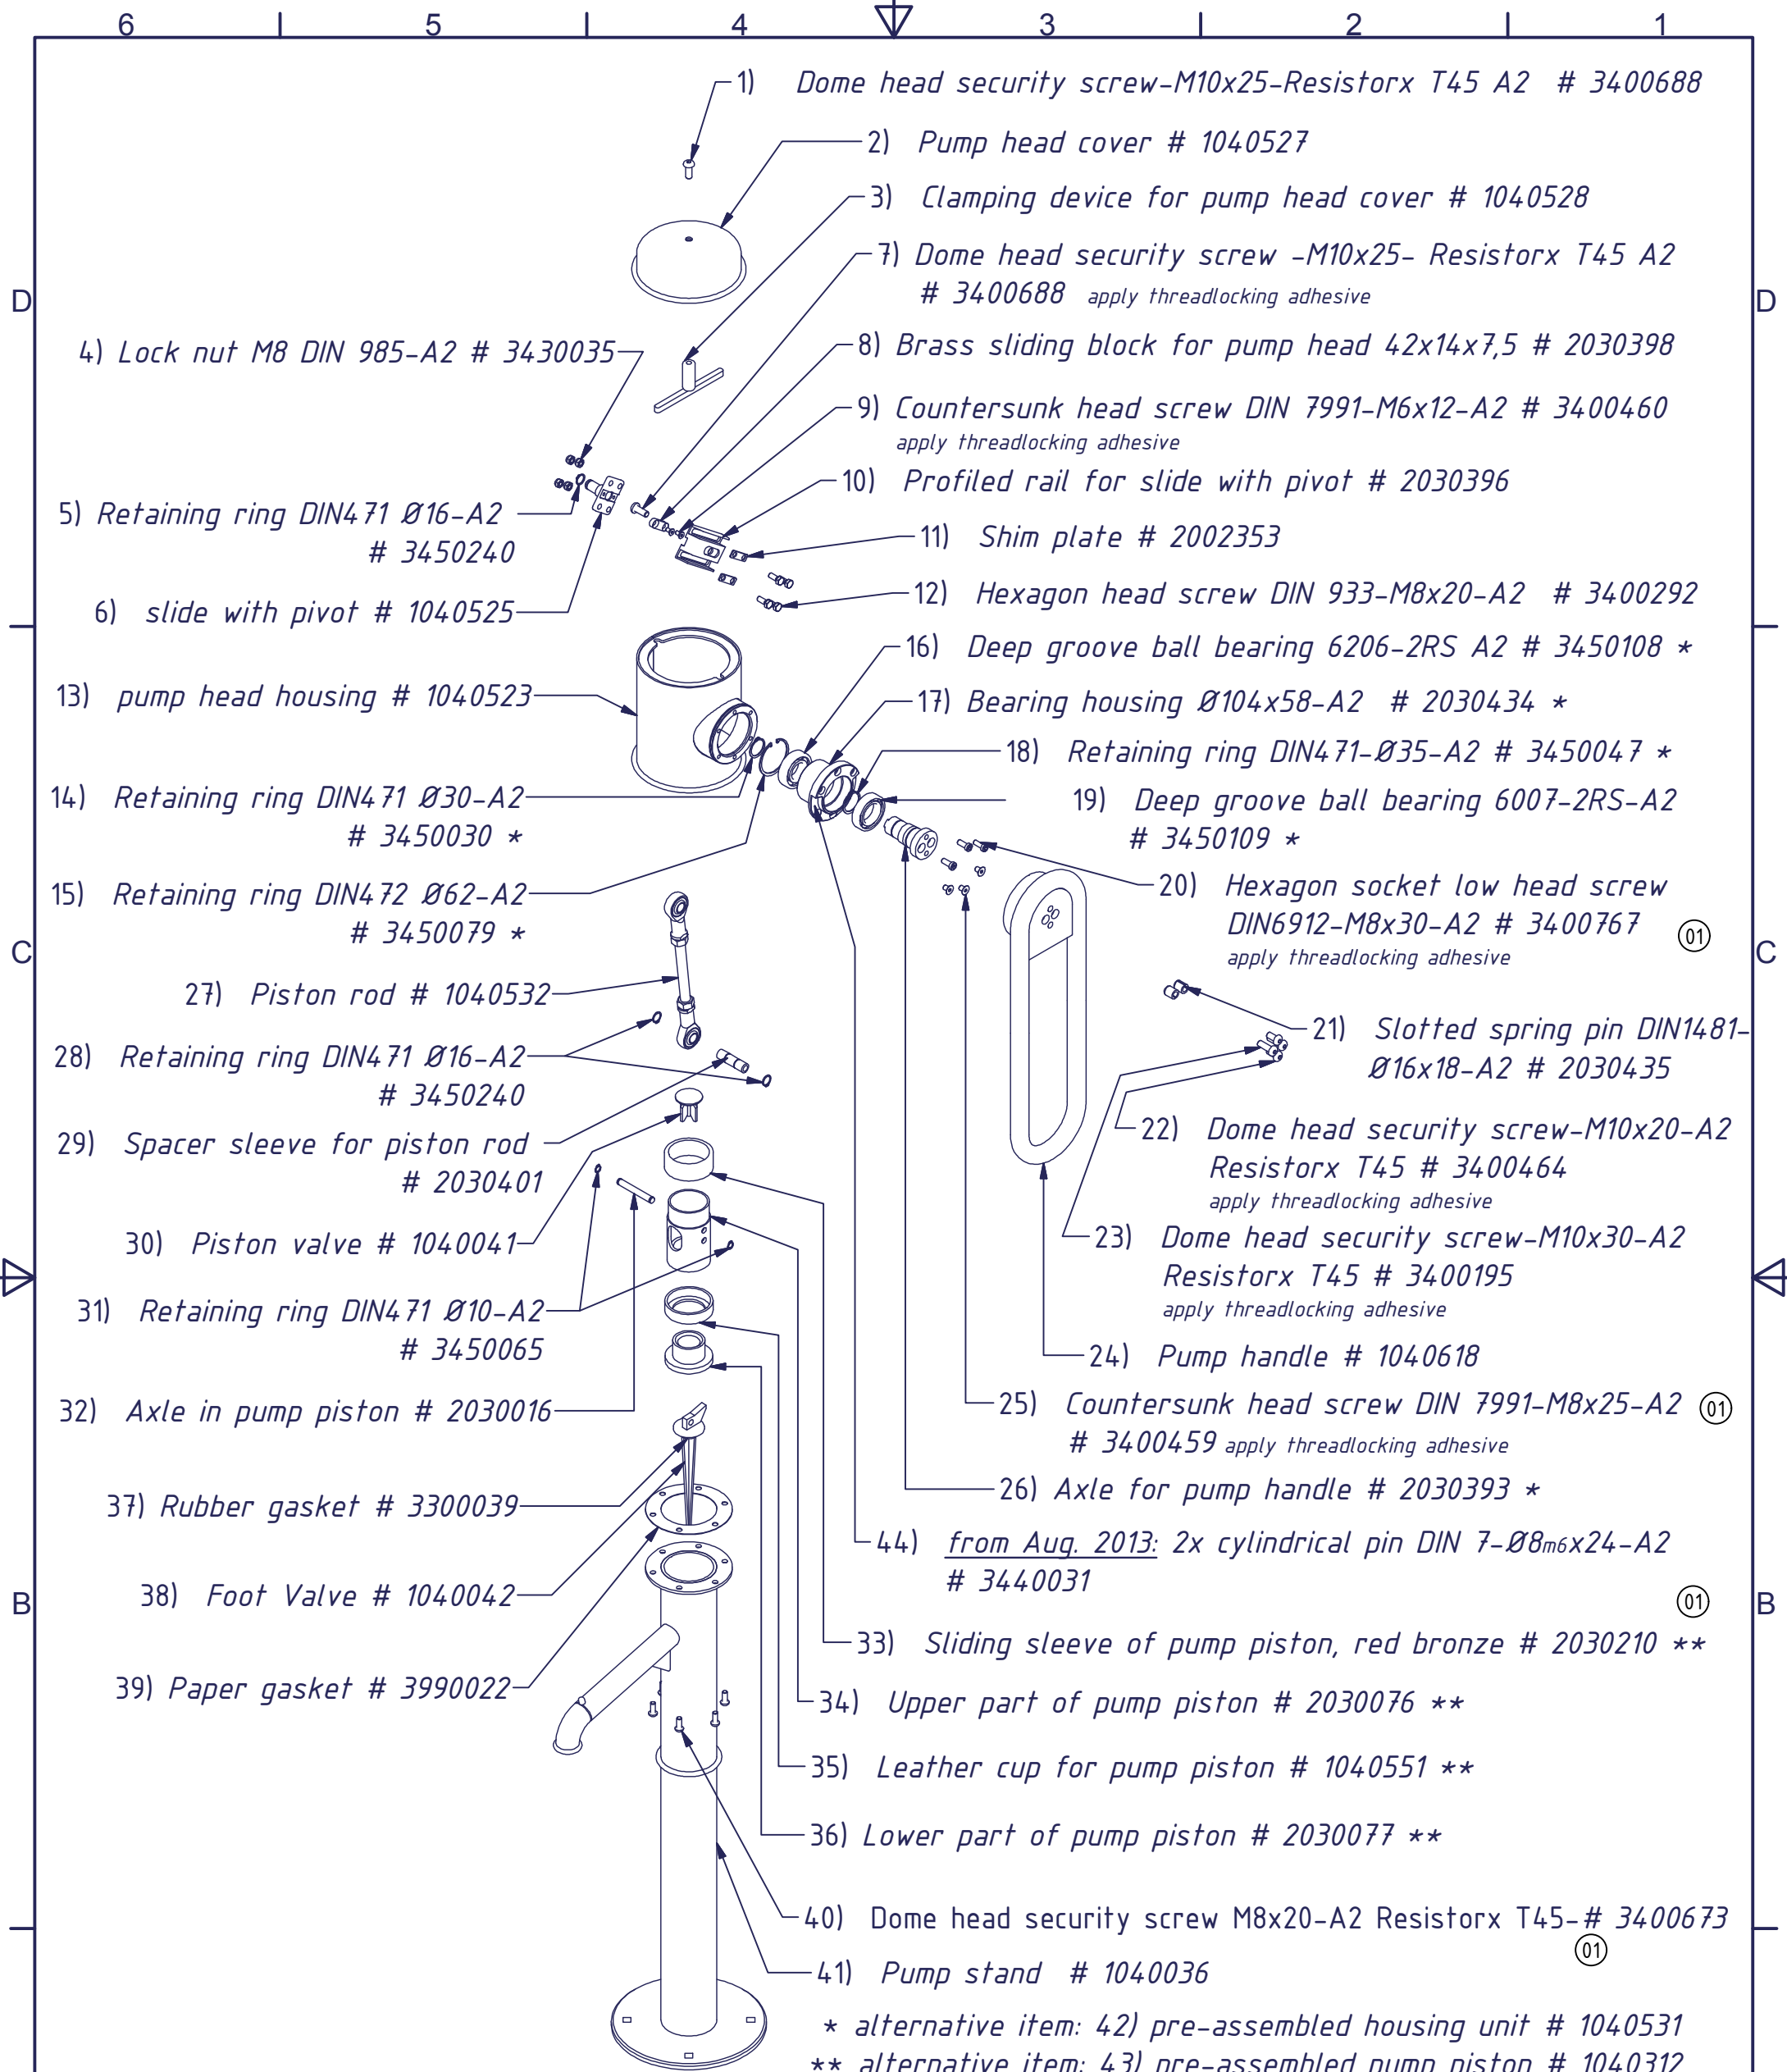 6 5 4 3 2 1
1) Dome head security screw-M10x25-Resistorx T45 A2 # 3400688
2) Pump head cover # 1040527
3) Clamping device for pump head cover # 1040528
7) Dome head security screw -M10x25- Resistorx T45 A2
# 3400688 apply threadlocking adhesive
D D
4) Lock nut M8 DIN 985-A2 # 3430035
8) Brass sliding block for pump head 42x14x7,5 # 2030398
9) Countersunk head screw DIN 7991-M6x12-A2 # 3400460
apply threadlocking adhesive
10) Profiled rail for slide with pivot # 2030396
5) Retaining ring DIN471 Ø16-A2
# 3450240
11) Shim plate # 2002353
12) Hexagon head screw DIN 933-M8x20-A2 # 3400292
6) slide with pivot # 1040525
16) Deep groove ball bearing 6206-2RS A2 # 3450108 *
13) pump head housing # 1040523
17) Bearing housing Ø104x58-A2 # 2030434 *
18) Retaining ring DIN471-Ø35-A2 # 3450047 *
14) Retaining ring DIN471 Ø30-A2
# 3450030 *
19) Deep groove ball bearing 6007-2RS-A2
# 3450109 *
15) Retaining ring DIN472 Ø62-A2
# 3450079 *
20) Hexagon socket low head screw
DIN6912-M8x30-A2 # 3400767 01
apply threadlocking adhesive
C C
27) Piston rod # 1040532
21) Slotted spring pin DIN1481-
Ø16x18-A2 # 2030435
28) Retaining ring DIN471 Ø16-A2
# 3450240
22) Dome head security screw-M10x20-A2
Resistorx T45 # 3400464
apply threadlocking adhesive
29) Spacer sleeve for piston rod
# 2030401
30) Piston valve # 1040041
23) Dome head security screw-M10x30-A2
Resistorx T45 # 3400195
apply threadlocking adhesive
31) Retaining ring DIN471 Ø10-A2
# 3450065
24) Pump handle # 1040618
32) Axle in pump piston # 2030016
25) Countersunk head screw DIN 7991-M8x25-A2 01
# 3400459 apply threadlocking adhesive
26) Axle for pump handle # 2030393 *
37) Rubber gasket # 3300039
44) from Aug. 2013: 2x cylindrical pin DIN 7-Ø8m6x24-A2
# 3440031
38) Foot Valve # 1040042
01
B B
33) Sliding sleeve of pump piston, red bronze # 2030210 **
39) Paper gasket # 3990022
34) Upper part of pump piston # 2030076 **
35) Leather cup for pump piston # 1040551 **
36) Lower part of pump piston # 2030077 **
40) Dome head security screw M8x20-A2 Resistorx T45-# 3400673
01
41) Pump stand # 1040036
* alternative item: 42) pre-assembled housing unit # 1040531
** alternative item: 43) pre-assembled pump piston # 1040312